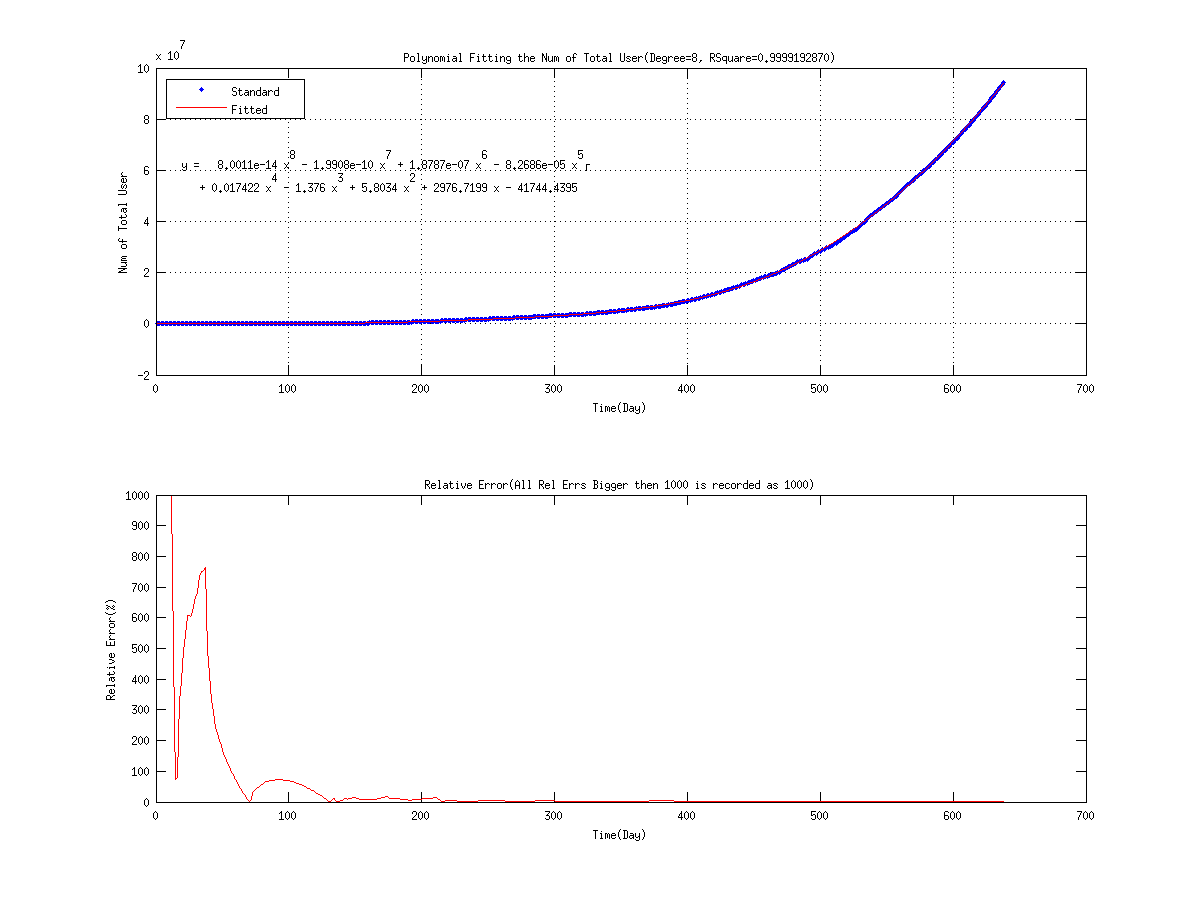 7
x 10
Polynomial Fitting the Num of Total User(Degree=8, RSquare=0.9999192870)
10
8
6
4
2
0
-2
Num of Total User
Standard
Fitted
8 7 6 5
y = 8.0011e-14 x - 1.9908e-10 x + 1.8787e-07 x - 8.2686e-05 x r
4 3 2
+ 0.017422 x - 1.376 x + 5.8034 x + 2976.7199 x - 41744.4395
0 100 200 300 400 500 600 700
Time(Day)
Relative Error(All Rel Errs Bigger then 1000 is recorded as 1000)
1000
900
800
700
600
500
400
300
200
100
0
Relative Error(%)
0 100 200 300 400 500 600 700
Time(Day)